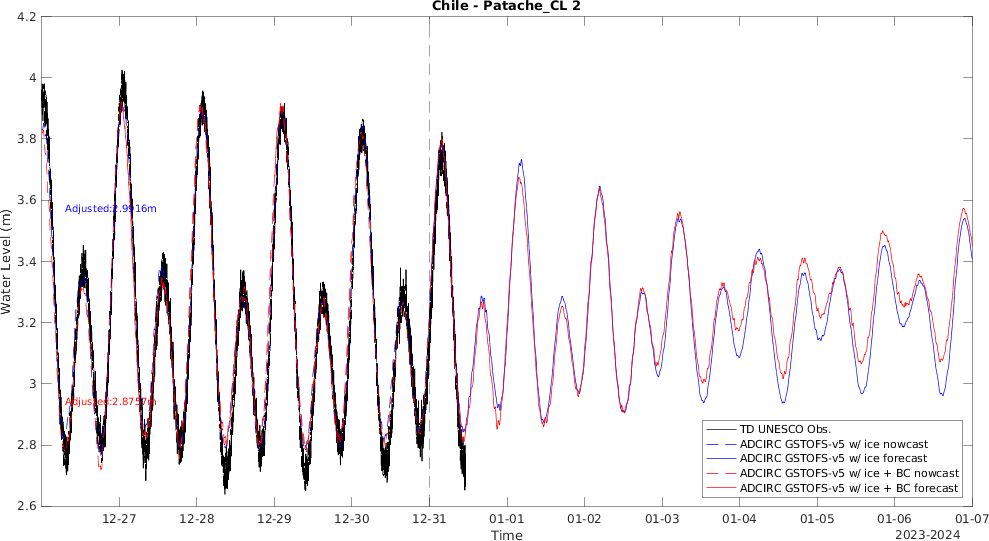 Chile - Patache_CL 2
4.2
4
3.8
3.6
3.4
3.2
3
2.8
2.6
Water Level (m)
Adjusted:2.9916m
Adjusted:2.8757m
TD UNESCO Obs.
ADCIRC GSTOFS-v5 w/ ice nowcast
ADCIRC GSTOFS-v5 w/ ice forecast
ADCIRC GSTOFS-v5 w/ ice + BC nowcast
ADCIRC GSTOFS-v5 w/ ice + BC forecast
12-27 12-28 12-29 12-30 12-31 01-01 01-02 01-03 01-04 01-05 01-06 01-07
Time
2023-2024